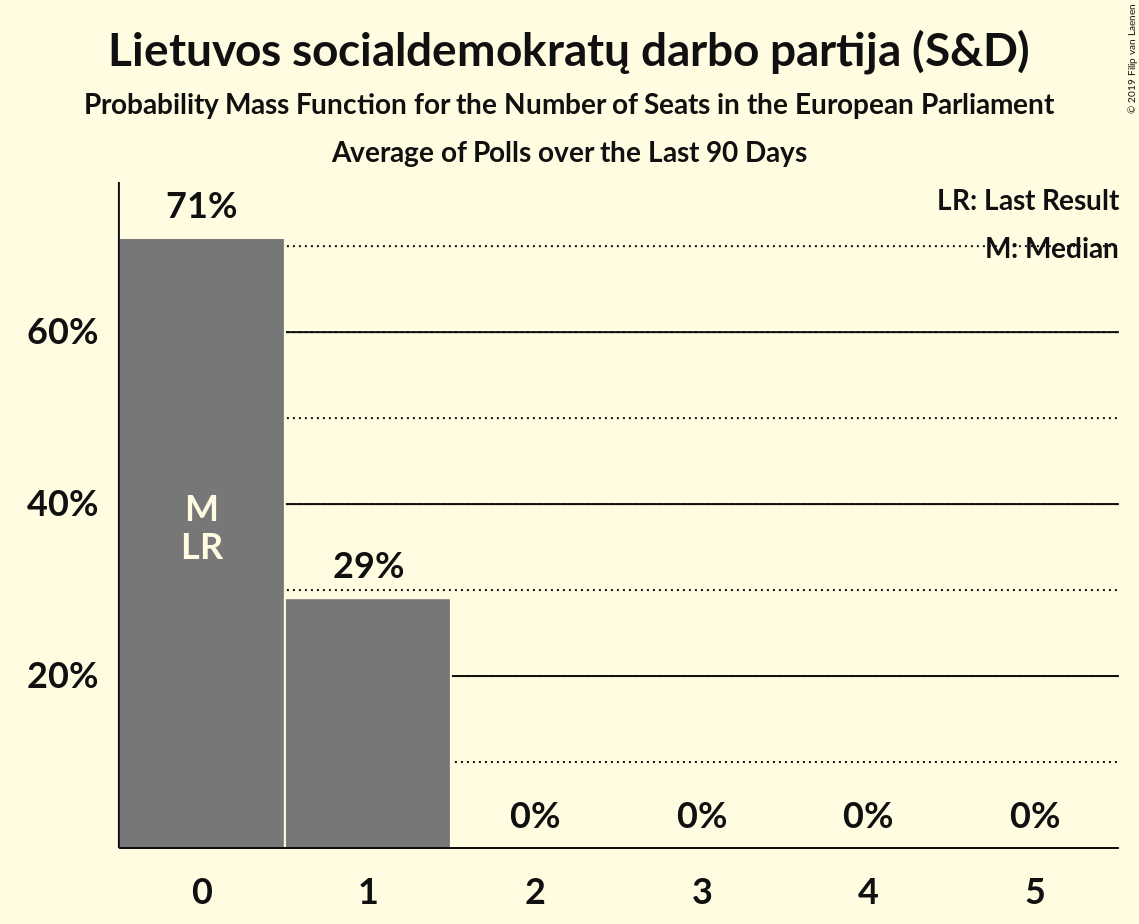 Lietuvos socialdemokratų darbo partija (S&D)
Probability Mass Function for the Number of Seats in the European Parliament
Average of Polls over the Last 90 Days
© 2019 Filip van Laenen
LR: Last Result
M: Median
71%
60%
40%
20%
M
LR
29%
0%
0%
0%
0%
0
1
2
3
4
5